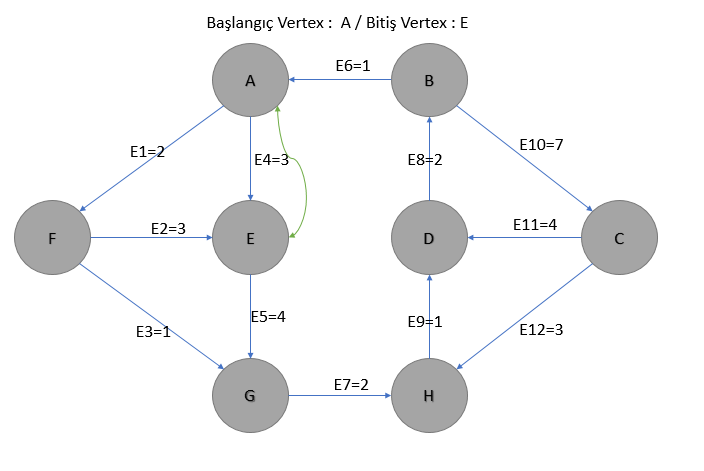 Başlangıç Vertex :  A / Bitiş Vertex : E
E6=1
A
B
E1=2
E4=3
E8=2
E10=7
F
E2=3
E
D
E11=4
C
E3=1
E5=4
E9=1
E12=3
G
E7=2
H